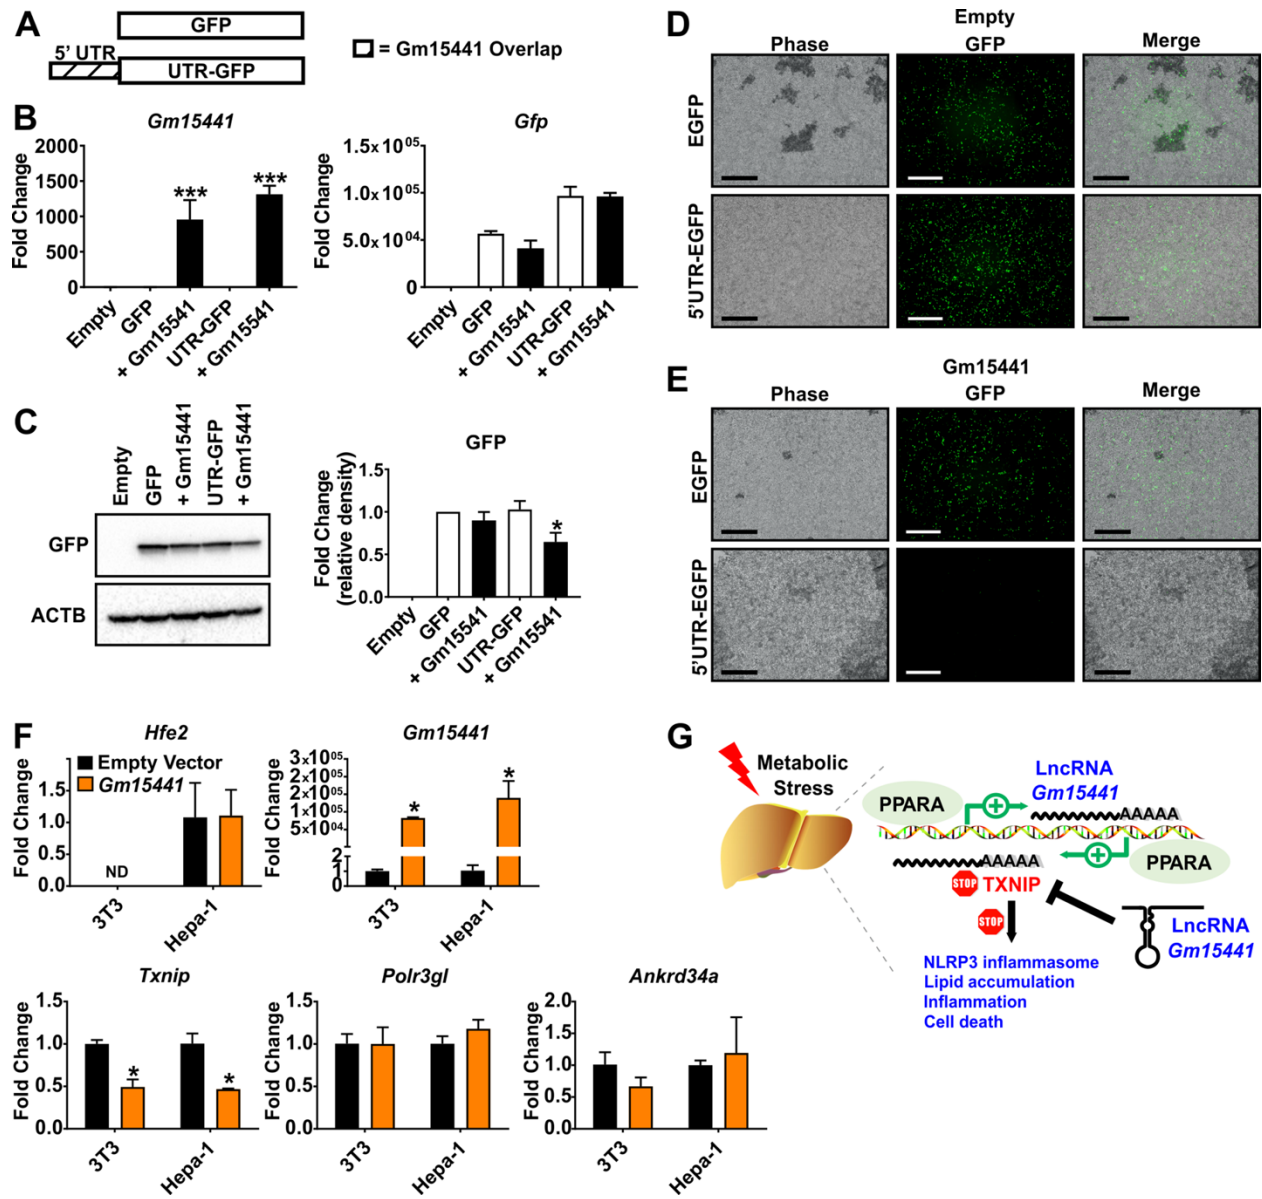 A
GFP
5' UTR
UTR-GFP
= Gm15441 Overlap
B
Gm15441
Fold Change
2000
1500
1000
500
0
***
***
Empty
GFP
+ Gm15541
UTR-GFP
+ Gm15541
Gfp
Fold Change
1.5x 10^05
1.0x 10^05
5.0x 10^04
0
Empty
GFP
+ Gm15541
UTR-GFP
+ Gm15541
C
Empty
GFP
+ Gm15441
UTR-GFP
+ Gm15441
GFP
ACTB
GFP
Fold Change
(relative density)
1.5
1.0
0.5
0.0
*
Empty
GFP
+ Gm15541
UTR-GFP
+ Gm15541
D
Empty
Phase
GFP
Merge
EGFP
5'UTR-EGFP
E
Gm15441
Phase
GFP
Merge
EGFP
5'UTR-EGFP
F
Hfe2
Fold Change
1.5
1.0
0.5
0.0
Empty Vector
Gm15441
ND
3T3
Hepa-1
Gm15441
Fold Change
3x10^05
2x10^05
1x10^05
5x10^04
2
1
0
*
*
3T3
Hepa-1
Txnip
Fold Change
1.5
1.0
0.5
0.0
*
*
3T3
Hepa-1
Polr3gl
Fold Change
1.5
1.0
0.5
0.0
3T3
Hepa-1
Ankrd34a
Fold Change
2.0
1.5
1.0
0.5
0.0
3T3
Hepa-1
G
Metabolic
Stress
PPARA
LncRNA
Gm15441
AAAAA
AAAAA
PPARA
STOP
TXNIP
STOP
LncRNA
Gm15441
NLRP3 inflammasome
Lipid accumulation
Inflammation
Cell death